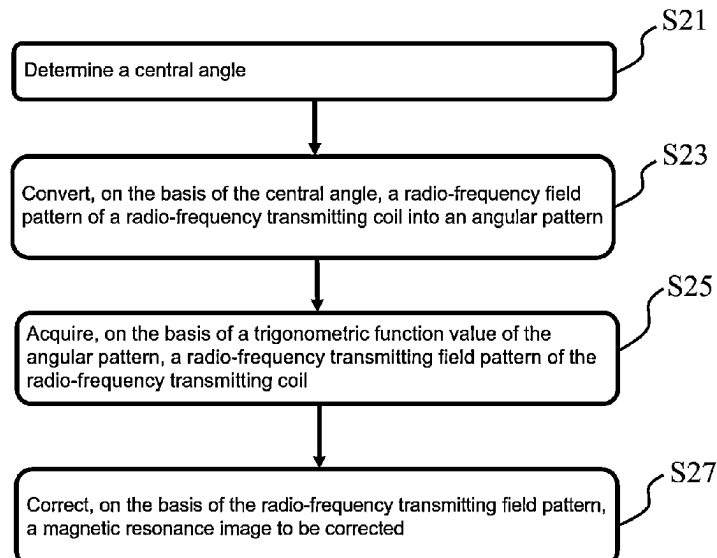 S21
Determine a central angle
S23
Convert, on the basis of the central angle, a radio-frequency field
pattern of a radio-frequency transmitting coil into an angular pattern
S25
Acquire, on the basis of a trigonometric function value of the
angular pattern, a radio-frequency transmitting field pattern of the
radio-frequency transmitting coil
S27
Correct, on the basis of the radio-frequency transmitting field pattern,
a magnetic resonance image to be corrected